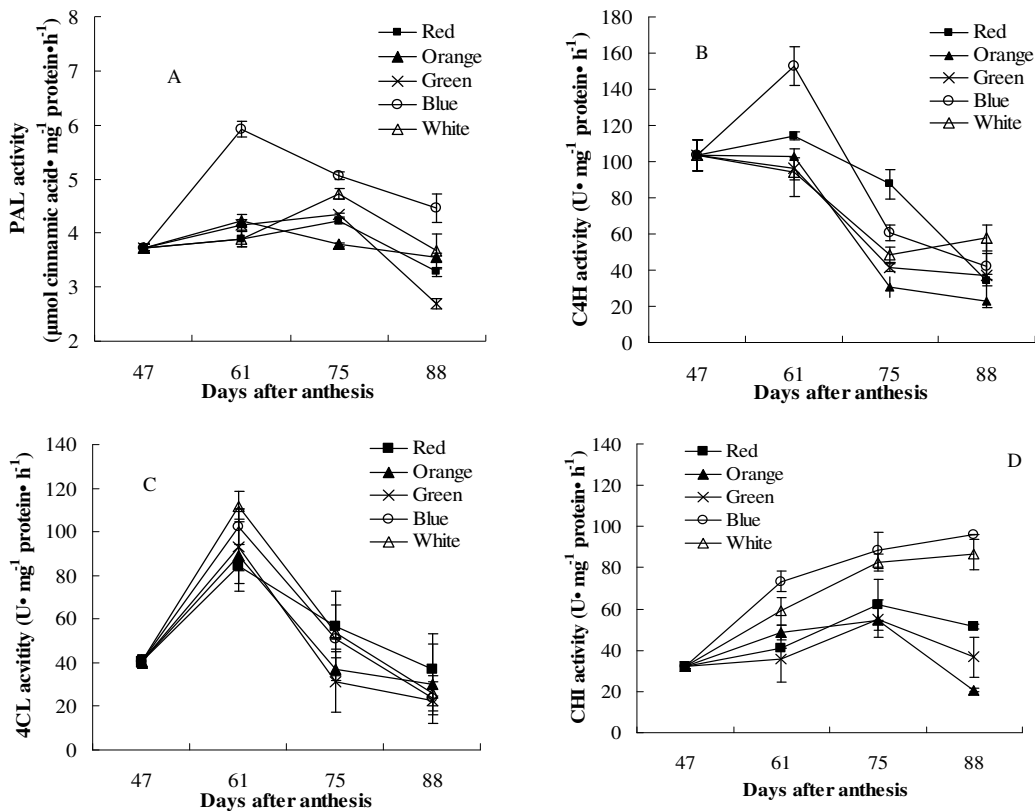 A
PAL activity
(μmol cinnamic acid• mg⁻¹ protein•h⁻¹)
8
7
6
5
4
3
2
47 61 75 88
Days after anthesis
Red
Orange
Green
Blue
White
B
C4H activity (U• mg⁻¹ protein• h⁻¹)
180
160
140
120
100
80
60
40
20
0
47 61 75 88
Days after anthesis
Red
Orange
Green
Blue
White
C
4CL acvitity (U• mg⁻¹ protein• h⁻¹)
140
120
100
80
60
40
20
0
47 61 75 88
Days after anthesis
Red
Orange
Green
Blue
White
D
CHI activity (U• mg⁻¹ protein• h⁻¹)
140
120
100
80
60
40
20
0
47 61 75 88
Days after anthesis
Red
Orange
Green
Blue
White